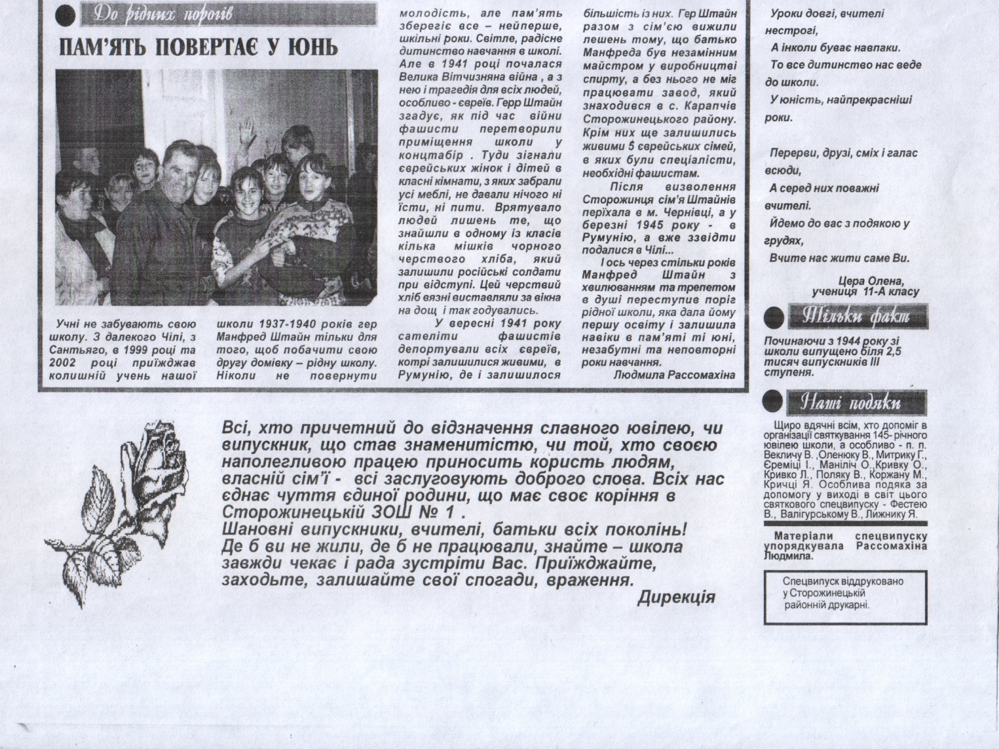 До рідних порогів
ПАМ'ЯТЬ ПОВЕРТАЄ У ЮНЬ
Учні не забувають свою
школу. З далекого Чілі, з
Сантьяго, в 1999 році та
2002 році приїжджав
колишній учень нашої
школи 1937-1940 років гер
Манфред Штайн тільки для
того, щоб побачити свою
другу домівку – рідну школу.
Ніколи не повернути
молодість, але пам'ять
зберегіє все – нейперше,
шкільні роки. Світле, радісне
дитинство навчання в школі.
Але в 1941 році почалася
Велика Вітчизняна війна , а з
нею і трагедія для всіх людей,
особливо - євреїв. Герр Штайн
згадує, як під час війни
фашисти перетворили
приміщення школи у
концтабір . Туди зігнали
єврейських жінок і дітей в
класні кімнати, з яких забрали
усі меблі, не давали нічого ні
їсти, ні пити. Врятувало
людей лишень те, що
знайшли в одному із класів
кілька мішків чорного
черствого хліба, який
залишили російські солдати
при відступі. Цей черствий
хліб вязні виставляли за вікна
на дощ і так годувались.
У вересні 1941 року
сателіти фашистів
депортували всіх євреїв,
котрі залишилися живими, в
Румунію, де і залишилося
більшість із них. Гер Штайн
разом з сім'єю вижили
лешень тому, що батько
Манфреда був незамінним
майстром у виробництві
спирту, а без нього не міг
працювати завод, який
знаходився в с. Карапчів
Сторожинецького району.
Крім них ще залишились
живими 5 єврейських сімей,
в яких були спеціалісти,
необхідні фашистам.
Після визволення
Сторожинця сім'я Штайнів
періхала в м. Чернівці, а у
березні 1945 року - в
Румунію, а вже ззвідти
подалися в Чілі...
І ось через стільки років
Манфред Штайн з
хвилюванням та трепетом
в душі переступив поріг
рідної школи, яка дала йому
першу освіту і залишила
навіки в пам'яті ті юні,
незабутні та неповторні
роки навчання.
Людмила Рассомахіна
Уроки довгі, вчителі
нестрогі,
А інколи буває навпаки.
То все дитинство нас веде
до школи.
У юність, найпрекрасніші
роки.
Перерви, друзі, сміх і галас
всюди,
А серед них поважні
вчителі.
Йдемо до вас з подякою у
грудях,
Вчите нас жити саме Ви.
Цера Олена,
учениця 11-А класу
Тільки факт
Починаючи з 1944 року зі
школи випущено біля 2,5
тисяч випускників ІІІ
ступеня.
Наші подяки
Щиро вдячні всім, хто допоміг в
організації святкування 145- річного
ювілею школи, а особливо - п. п.
Векличу В. ,Оленюку В., Митрику Г.,
Єреміці І., Маніліч О.,Кривку О.,
Кривко Л., Поляку В., Коржану М.,
Кричці Я. Особлива подяка за
допомогу у виході в світ цього
святкового спецвипуску - Фестею
В., Валігурському В., Лижнику Я.
Матеріали спецвипуску
упорядкувала Рассомахіна
Людмила.
Спецвипуск віддруковано
у Сторожинецькій
районній друкарні.
Всі, хто причетний до відзначення славного ювілею, чи
випускник, що став знаменитістю, чи той, хто своєю
наполегливою працею приносить користь людям,
власній сім'ї - всі заслуговують доброго слова. Всіх нас
єднає чуття єдиної родини, що має своє коріння в
Сторожинецькій ЗОШ № 1 .
Шановні випускники, вчителі, батьки всіх поколінь!
Де б ви не жили, де б не працювали, знайте – школа
завжди чекає і рада зустріти Вас. Приїжджайте,
заходьте, залишайте свої спогади, враження.
Дирекція